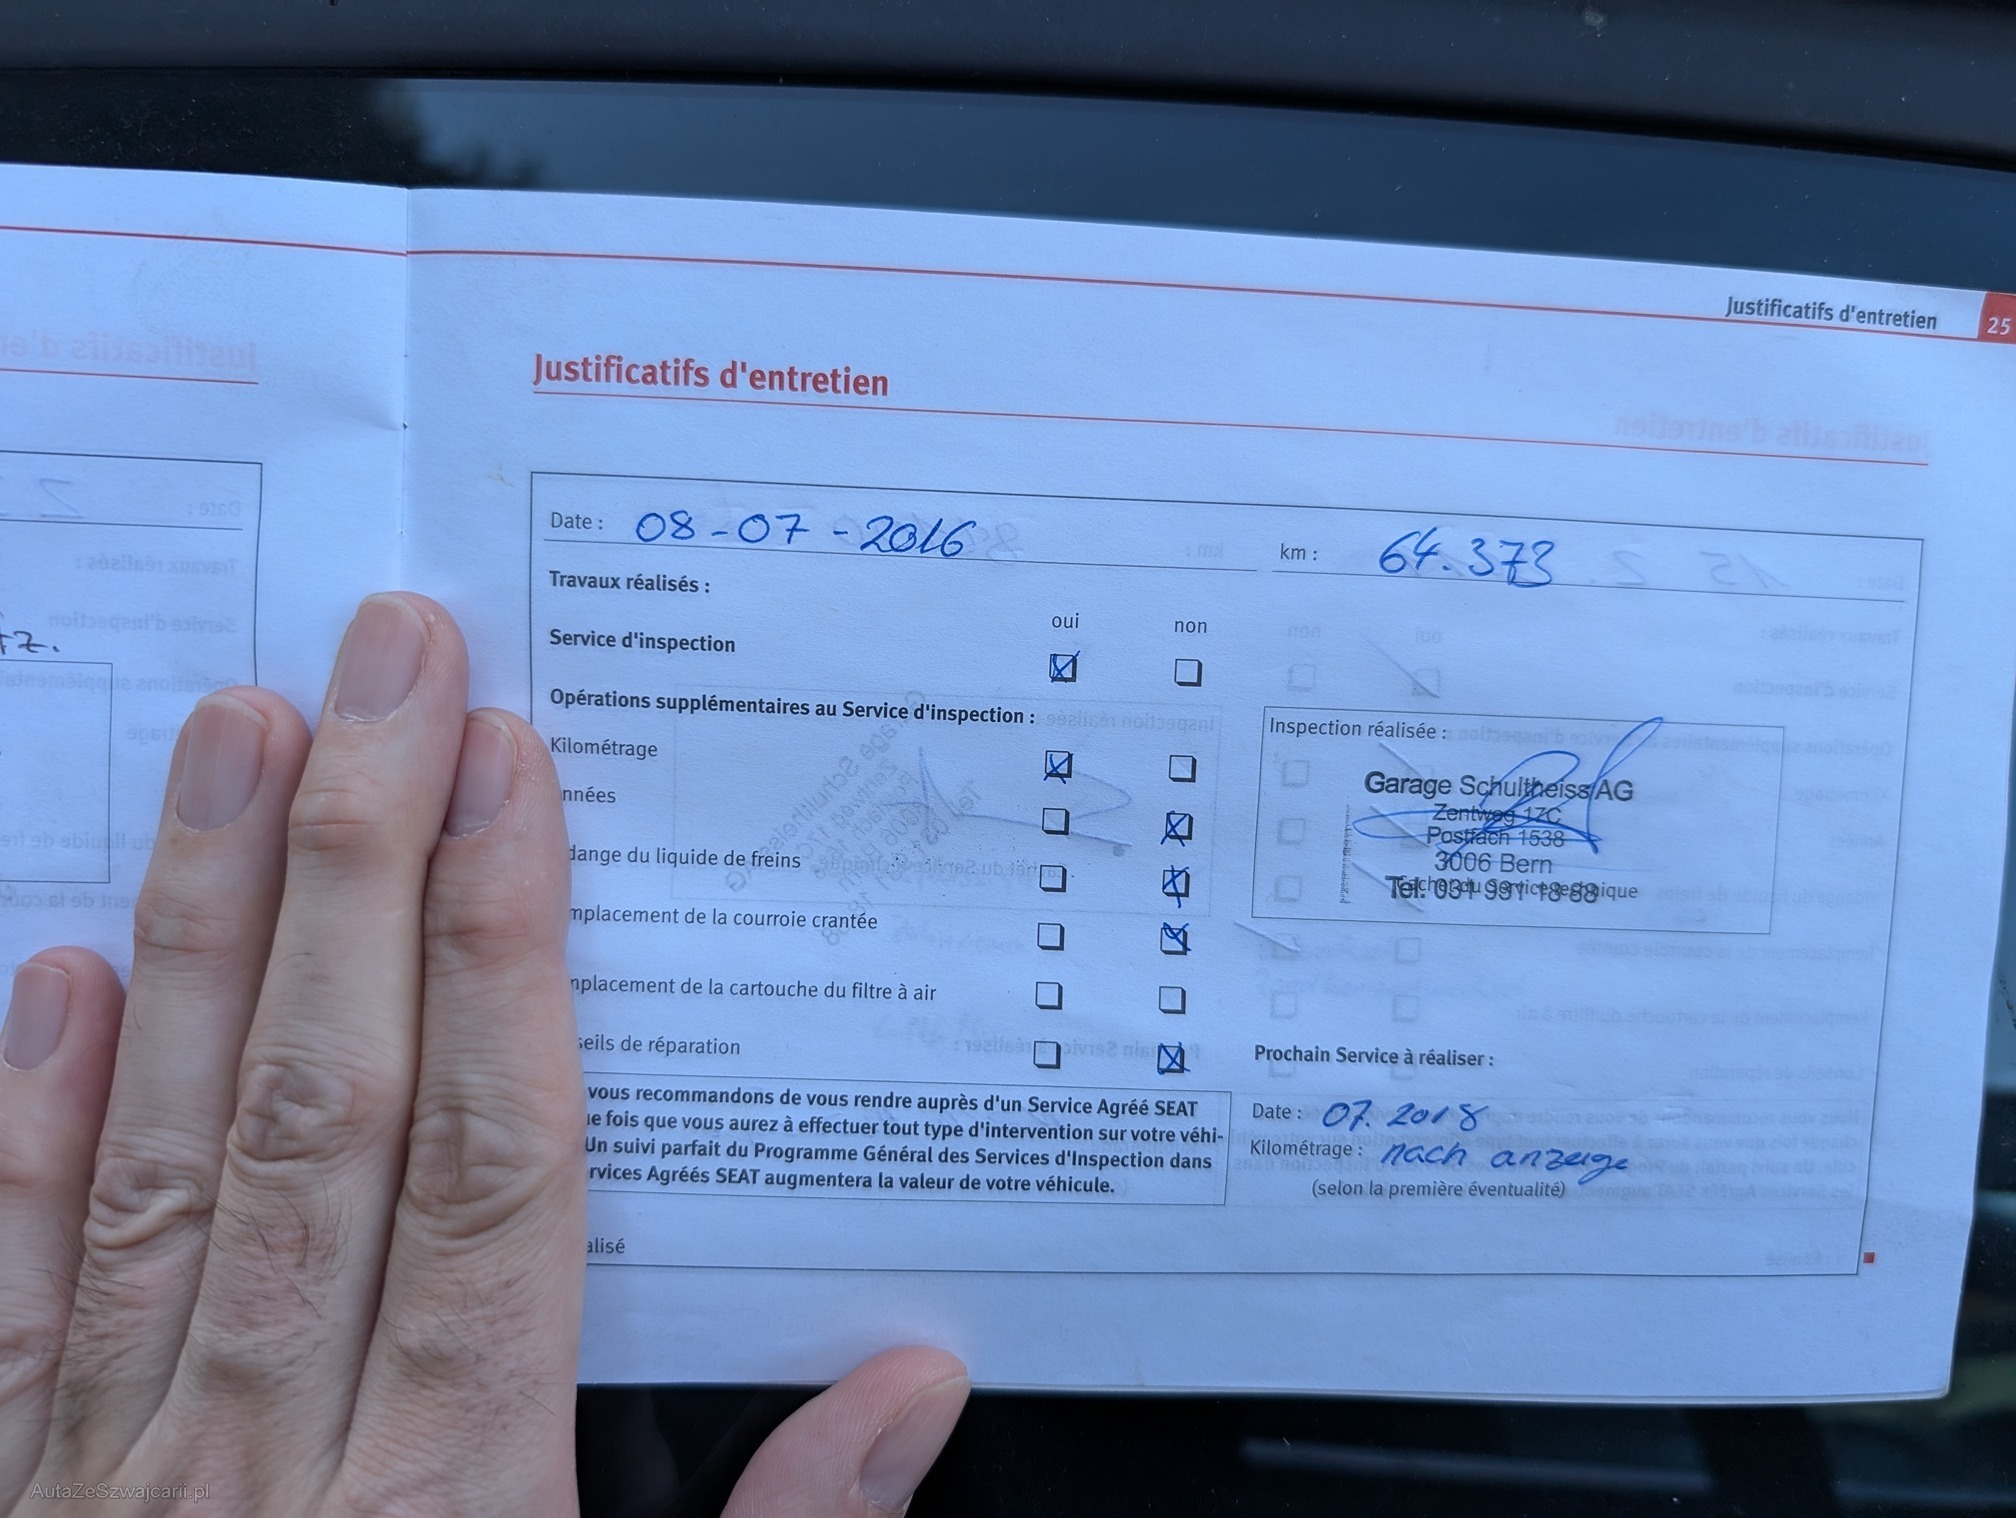 Justificatifs d'entretien 25
Justificatifs d'entretien
Date : 08-07-2016
km : 64.373
Travaux réalisés :
oui non
Service d'inspection
Opérations supplémentaires au Service d'inspection :
Kilométrage
nnées
dange du liquide de freins
mplacement de la courroie crantée
mplacement de la cartouche du filtre à air
seils de réparation
vous recommandons de vous rendre auprès d'un Service Agréé SEAT
ue fois que vous aurez à effectuer tout type d'intervention sur votre véhi-
Un suivi parfait du Programme Général des Services d'Inspection dans
rvices Agréés SEAT augmentera la valeur de votre véhicule.
alisé
Inspection réalisée :
Garage Schultheiss AG
Zentweg 17C
Postfach 1538
3006 Bern
Tel. 031 931 18 88
Cachet du Service technique
Prochain Service à réaliser :
Date : 07.2018
Kilométrage : nach anzeige
(selon la première éventualité)
tz.
AutaZeSzwajcarii.pl